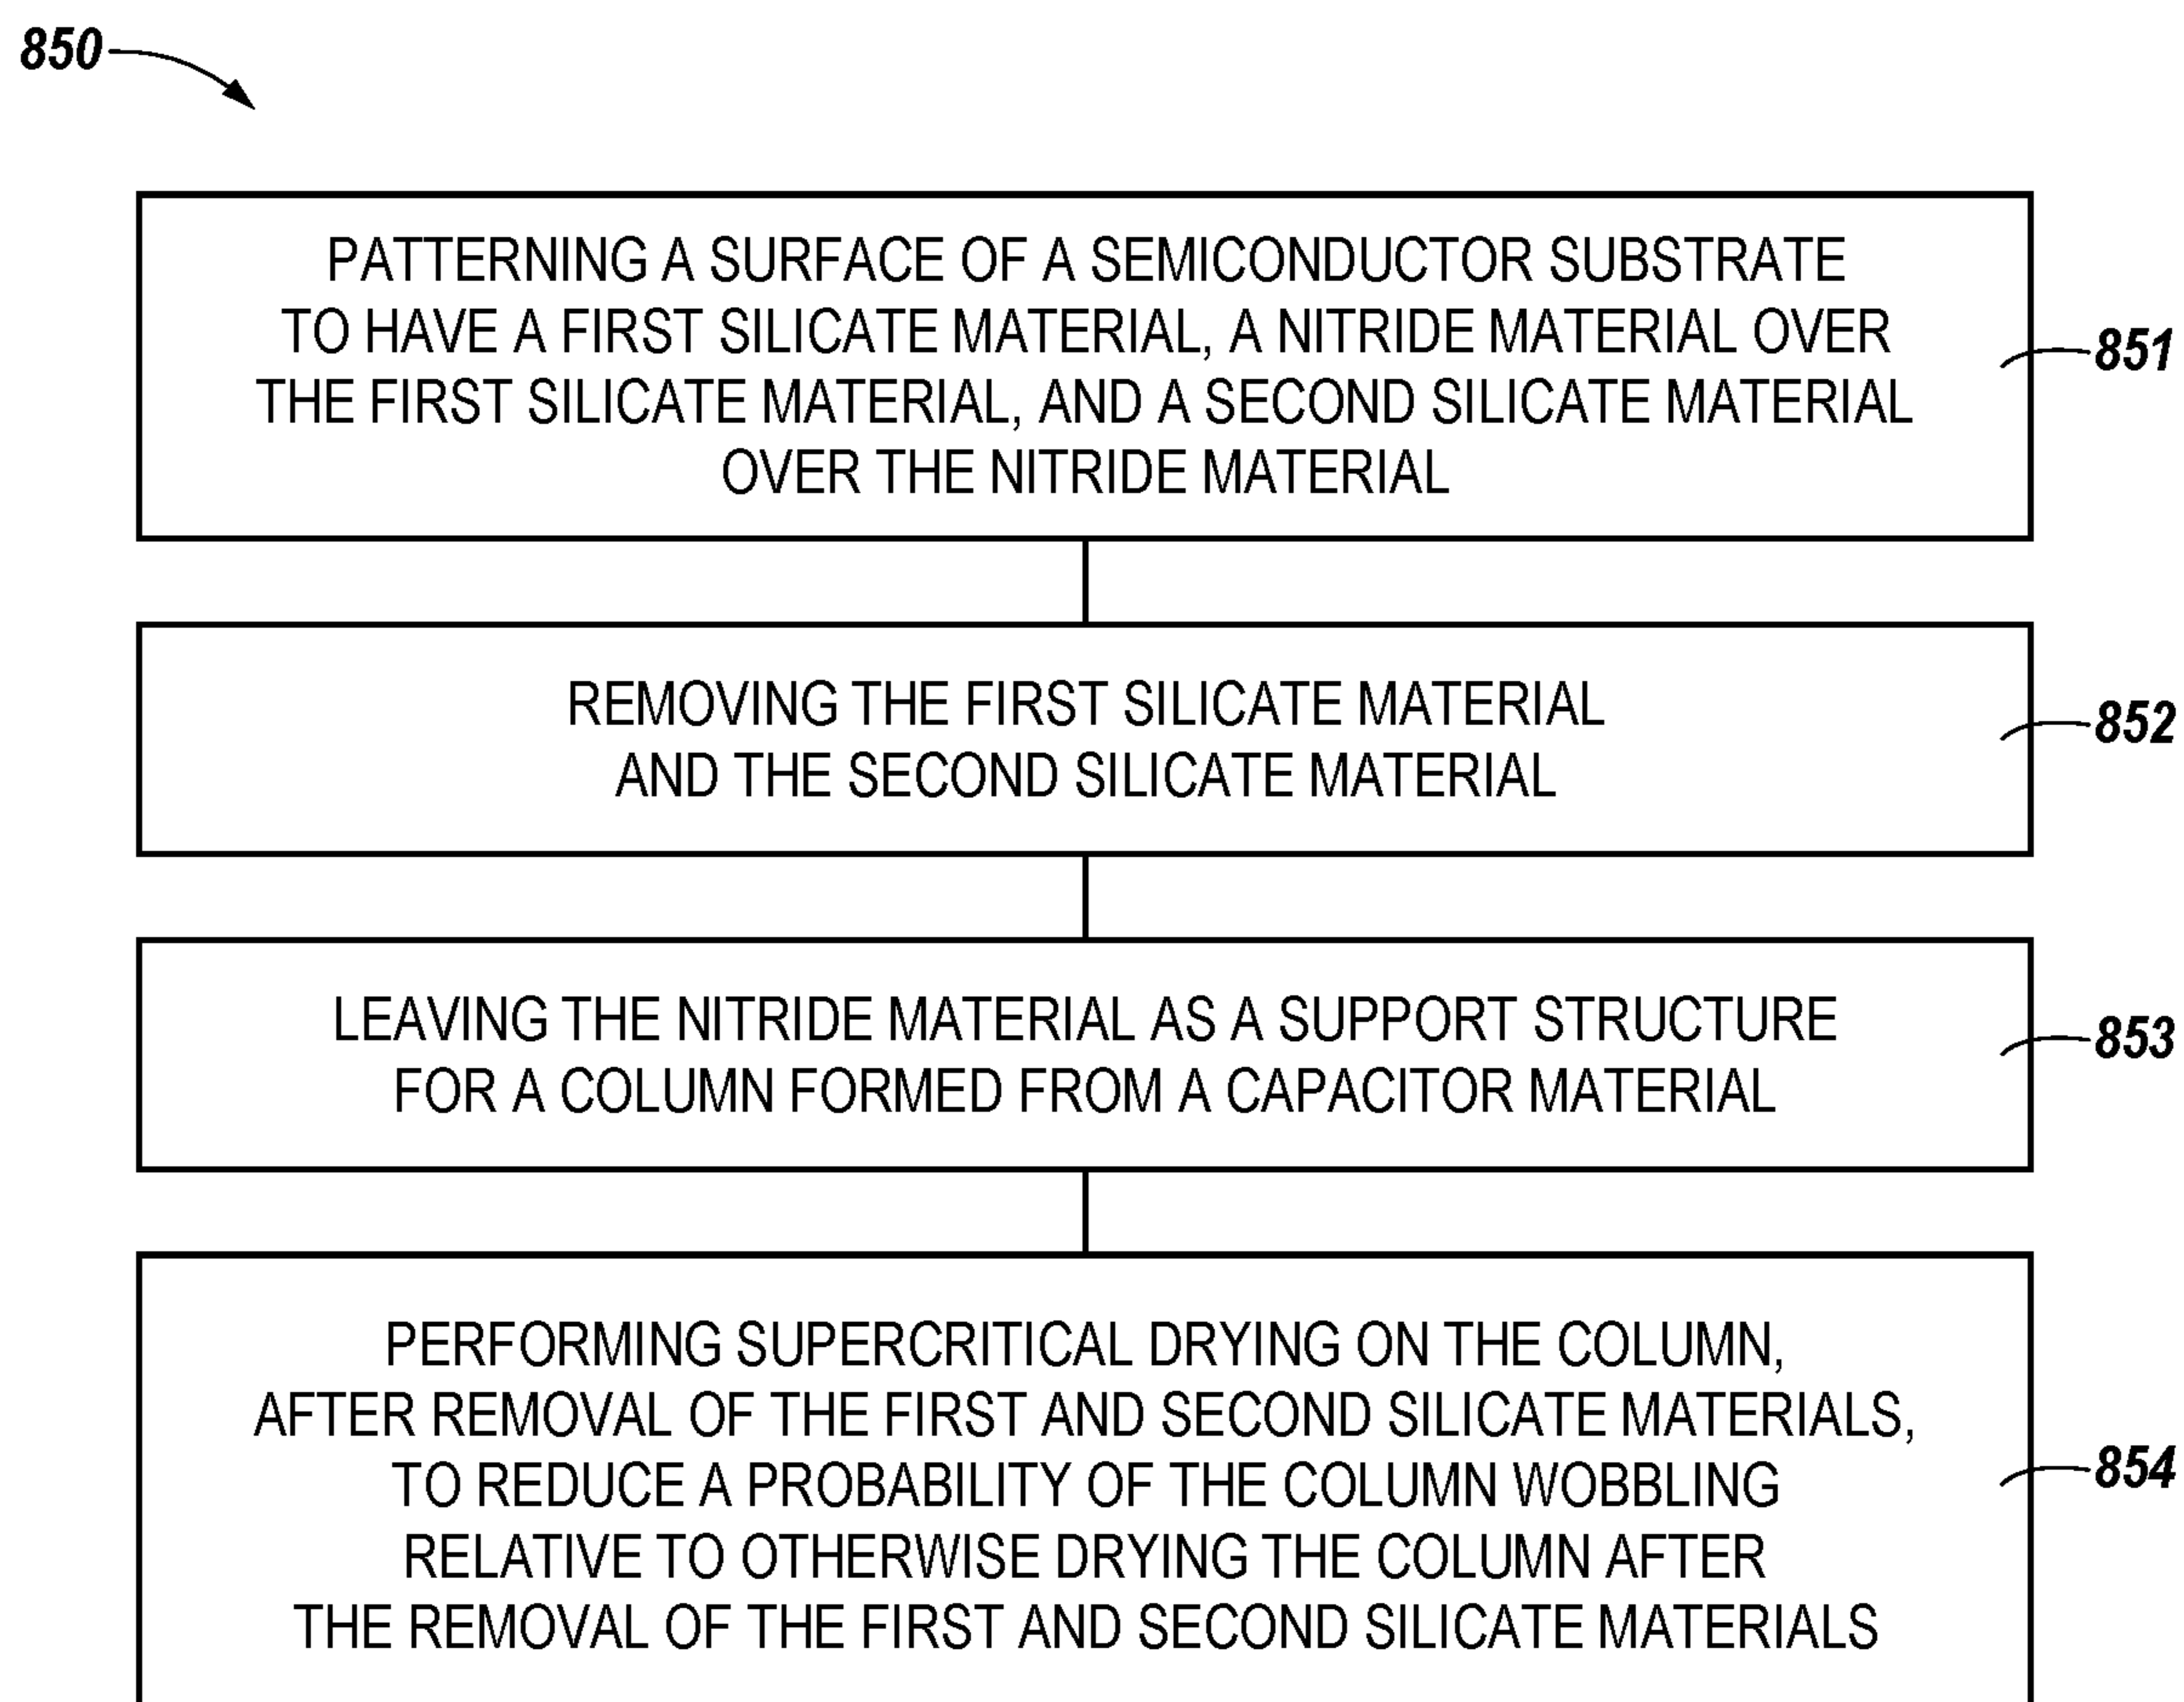 850
PATTERNING A SURFACE OF A SEMICONDUCTOR SUBSTRATE
TO HAVE A FIRST SILICATE MATERIAL, A NITRIDE MATERIAL OVER
THE FIRST SILICATE MATERIAL, AND A SECOND SILICATE MATERIAL
OVER THE NITRIDE MATERIAL
851
REMOVING THE FIRST SILICATE MATERIAL
AND THE SECOND SILICATE MATERIAL
852
LEAVING THE NITRIDE MATERIAL AS A SUPPORT STRUCTURE
FOR A COLUMN FORMED FROM A CAPACITOR MATERIAL
853
PERFORMING SUPERCRITICAL DRYING ON THE COLUMN,
AFTER REMOVAL OF THE FIRST AND SECOND SILICATE MATERIALS,
TO REDUCE A PROBABILITY OF THE COLUMN WOBBLING
RELATIVE TO OTHERWISE DRYING THE COLUMN AFTER
THE REMOVAL OF THE FIRST AND SECOND SILICATE MATERIALS
854